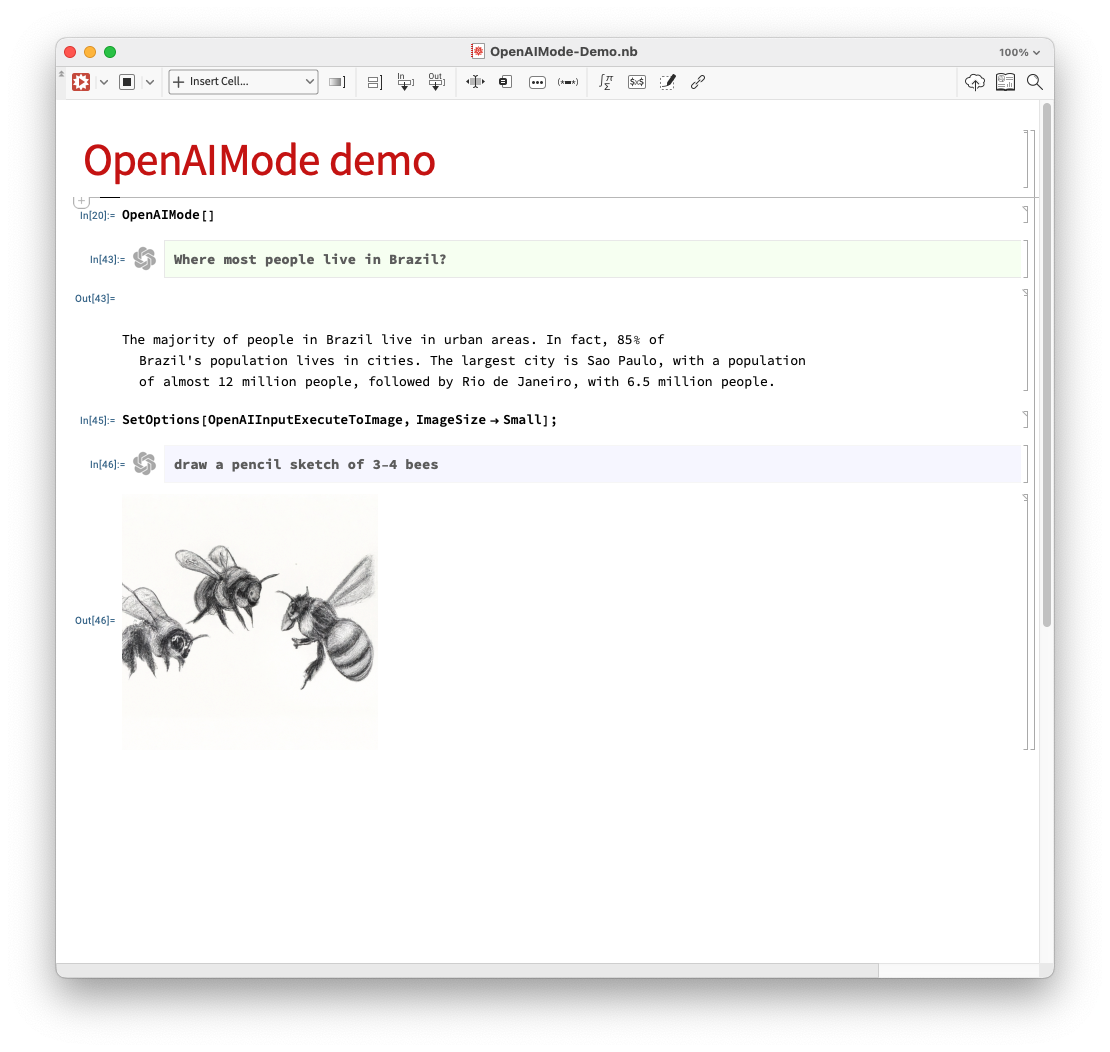 OpenAIMode-Demo.nb
100%
Insert Cell...
In
Out
OpenAIMode demo
In[20]:= OpenAIMode[]
In[43]:= Where most people live in Brazil?
Out[43]=
The majority of people in Brazil live in urban areas. In fact, 85% of
Brazil's population lives in cities. The largest city is Sao Paulo, with a population
of almost 12 million people, followed by Rio de Janeiro, with 6.5 million people.
In[45]:= SetOptions[OpenAIInputExecuteToImage, ImageSize → Small];
In[46]:= draw a pencil sketch of 3-4 bees
Out[46]=